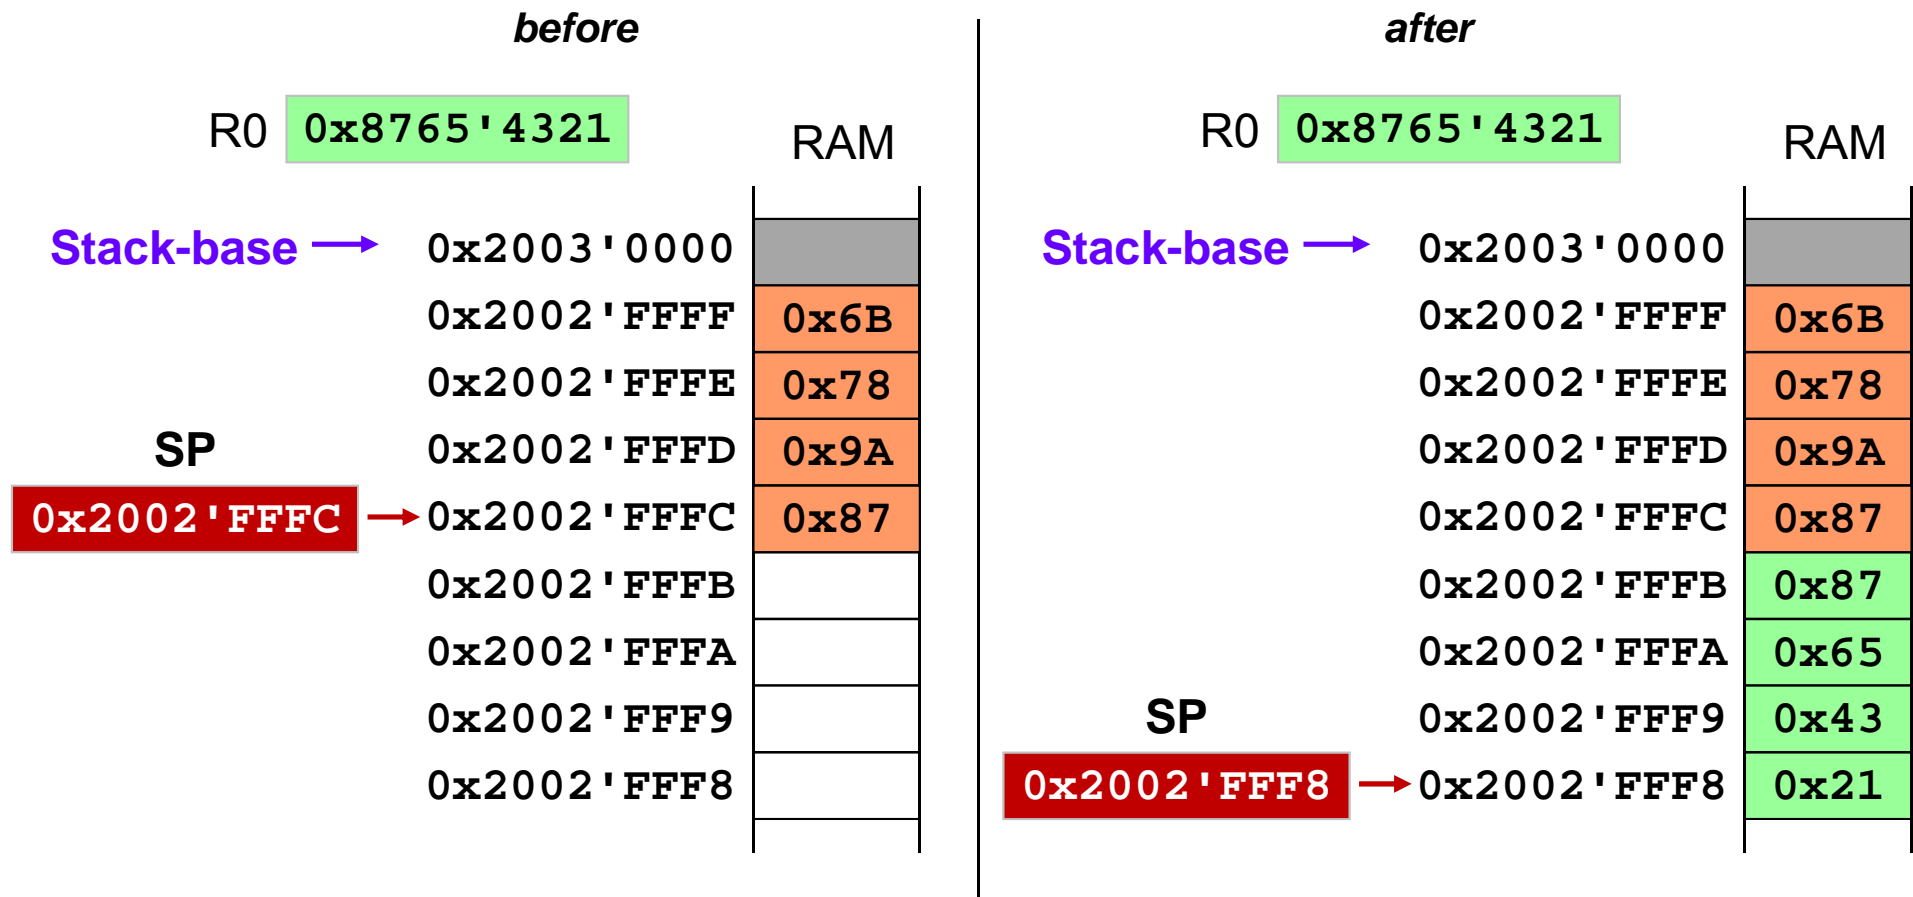 before
R0 0x8765'4321 RAM
Stack-base 0x2003'0000
0x2002'FFFF 0x6B
0x2002'FFFE 0x78
SP 0x2002'FFFD 0x9A
0x2002'FFFC 0x2002'FFFC 0x87
0x2002'FFFB
0x2002'FFFA
0x2002'FFF9
0x2002'FFF8
after
R0 0x8765'4321 RAM
Stack-base 0x2003'0000
0x2002'FFFF 0x6B
0x2002'FFFE 0x78
0x2002'FFFD 0x9A
0x2002'FFFC 0x87
0x2002'FFFB 0x87
0x2002'FFFA 0x65
SP 0x2002'FFF9 0x43
0x2002'FFF8 0x2002'FFF8 0x21